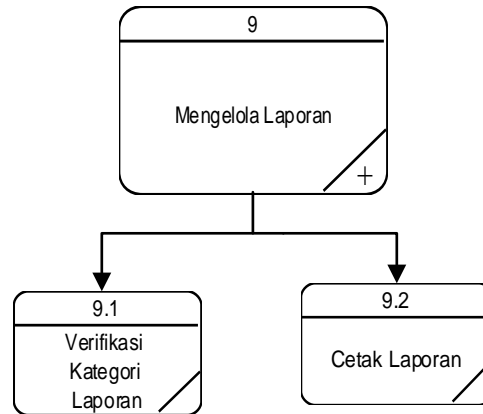 9
Mengelola Laporan
+
9.1
Verifikasi
Kategori
Laporan
9.2
Cetak Laporan